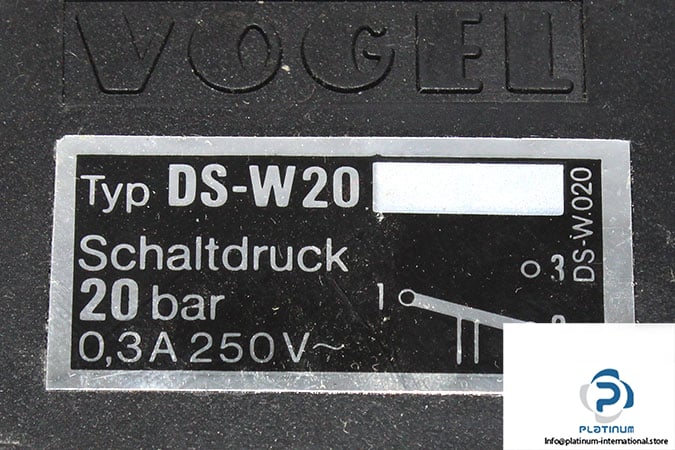 VOGEL
Typ DS-W20
Schaltdruck
20 bar
0,3A 250V~
DS-W.020
3
1
PLATINUM
Info@platinum-international.store